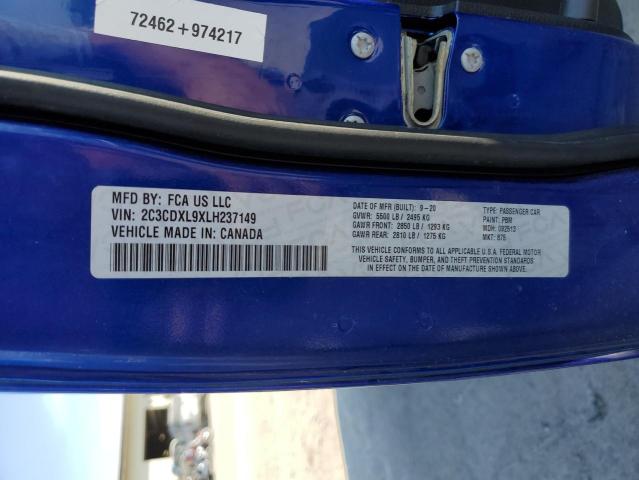 72462+974217
MFD BY: FCA US LLC
VIN: 2C3CDXL9XLH237149
VEHICLE MADE IN: CANADA
DATE OF MFR (BUILT): 9-20
GVWR: 5500 LB / 2495 KG
GAWR FRONT: 2850 LB / 1293 KG
GAWR REAR: 2810 LB / 1275 KG
TYPE: PASSENGER CAR
PAINT: PBM
MDH: 092513
MKT: 876
THIS VEHICLE CONFORMS TO ALL APPLICABLE U.S.A. FEDERAL MOTOR
VEHICLE SAFETY, BUMPER, AND THEFT PREVENTION STANDARDS
IN EFFECT ON THE DATE OF MANUFACTURE SHOWN ABOVE.